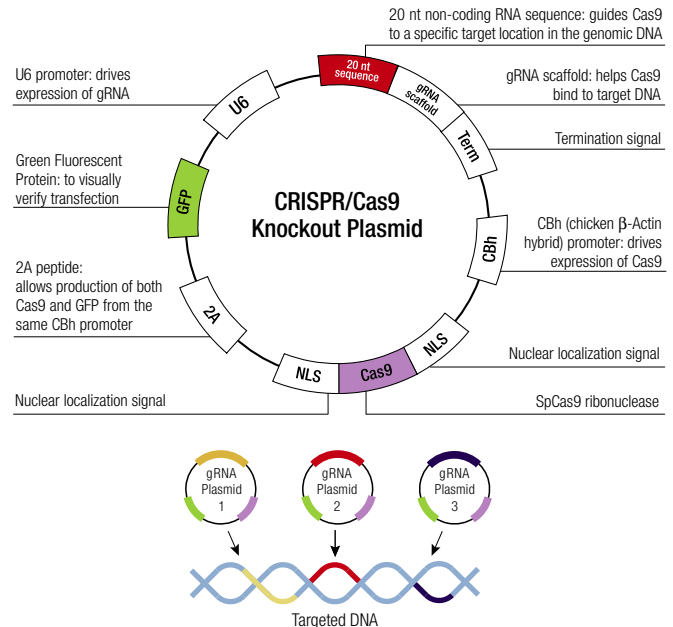 20 nt non-coding RNA sequence: guides Cas9
to a specific target location in the genomic DNA
U6 promoter: drives
expression of gRNA
gRNA scaffold: helps Cas9
bind to target DNA
Termination signal
Green Fluorescent
Protein: to visually
verify transfection
CBh (chicken β-Actin
hybrid) promoter: drives
expression of Cas9
2A peptide:
allows production of both
Cas9 and GFP from the
same CBh promoter
Nuclear localization signal
Nuclear localization signal
SpCas9 ribonuclease
20 nt
sequence
gRNA
scaffold
Term
CBh
NLS
Cas9
NLS
2A
GFP
U6
CRISPR/Cas9
Knockout Plasmid
gRNA
Plasmid
1
gRNA
Plasmid
2
gRNA
Plasmid
3
Targeted DNA